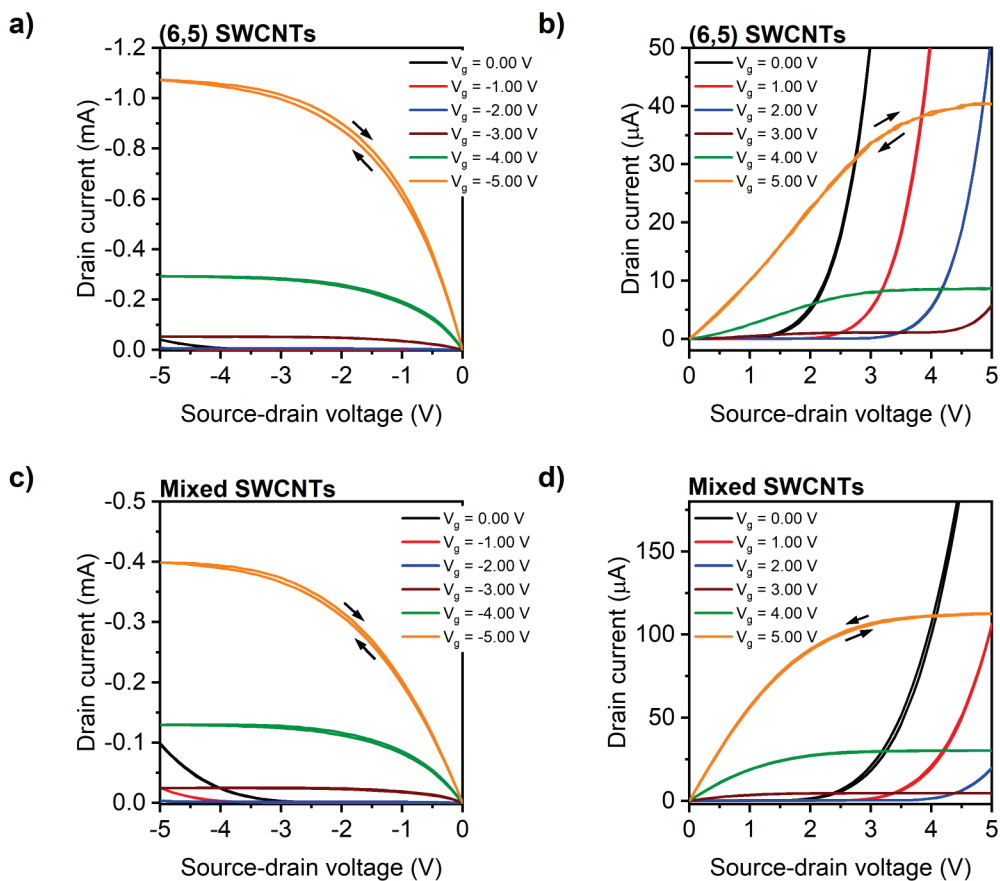 a)
(6,5) SWCNTs
-1.2
-1.0
-0.8
-0.6
-0.4
-0.2
0.0
Drain current (mA)
V_g = 0.00 V
V_g = -1.00 V
V_g = -2.00 V
V_g = -3.00 V
V_g = -4.00 V
V_g = -5.00 V
-5 -4 -3 -2 -1 0
Source-drain voltage (V)
b)
(6,5) SWCNTs
50
40
30
20
10
0
Drain current (µA)
V_g = 0.00 V
V_g = 1.00 V
V_g = 2.00 V
V_g = 3.00 V
V_g = 4.00 V
V_g = 5.00 V
0 1 2 3 4 5
Source-drain voltage (V)
c)
Mixed SWCNTs
-0.5
-0.4
-0.3
-0.2
-0.1
0.0
Drain current (mA)
V_g = 0.00 V
V_g = -1.00 V
V_g = -2.00 V
V_g = -3.00 V
V_g = -4.00 V
V_g = -5.00 V
-5 -4 -3 -2 -1 0
Source-drain voltage (V)
d)
Mixed SWCNTs
150
100
50
0
Drain current (µA)
V_g = 0.00 V
V_g = 1.00 V
V_g = 2.00 V
V_g = 3.00 V
V_g = 4.00 V
V_g = 5.00 V
0 1 2 3 4 5
Source-drain voltage (V)